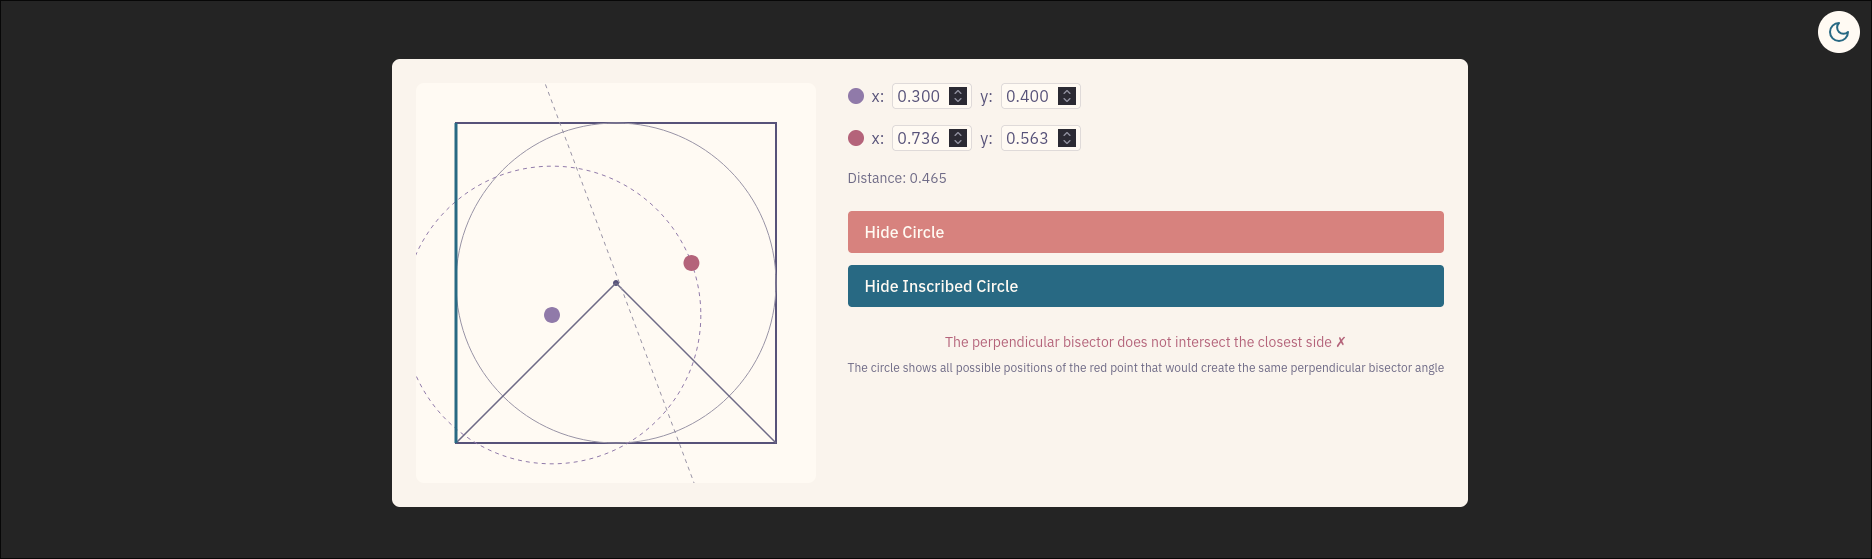 x: 0.300 y: 0.400
x: 0.736 y: 0.563
Distance: 0.465
Hide Circle
Hide Inscribed Circle
The perpendicular bisector does not intersect the closest side ✗
The circle shows all possible positions of the red point that would create the same perpendicular bisector angle